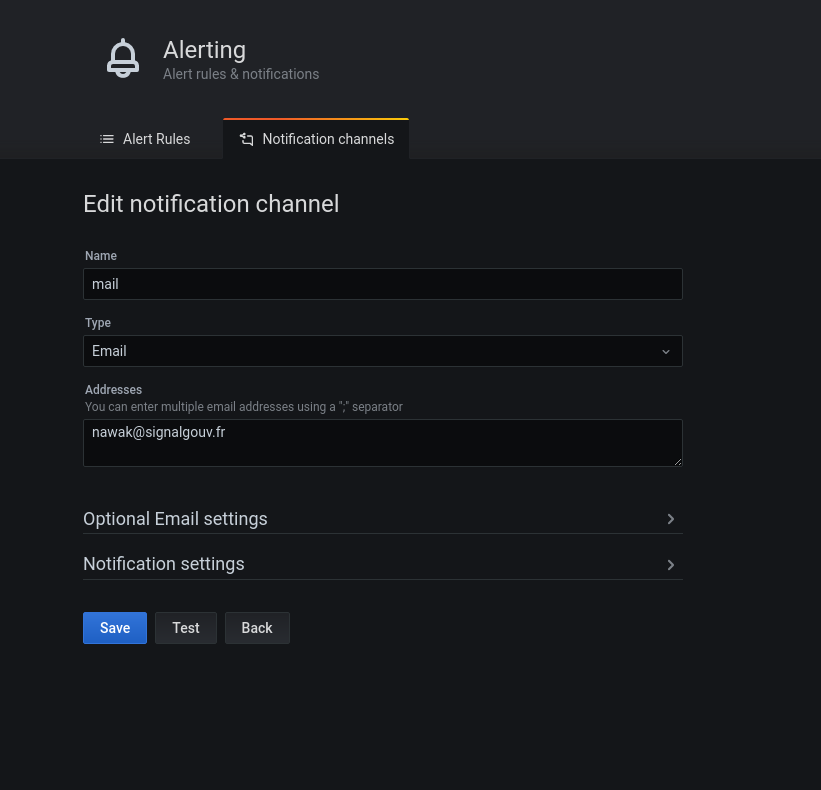 Alerting
Alert rules & notifications
Alert Rules
Notification channels
Edit notification channel
Name
mail
Type
Email
Addresses
You can enter multiple email addresses using a ";" separator
nawak@signalgouv.fr
Optional Email settings
Notification settings
Save
Test
Back